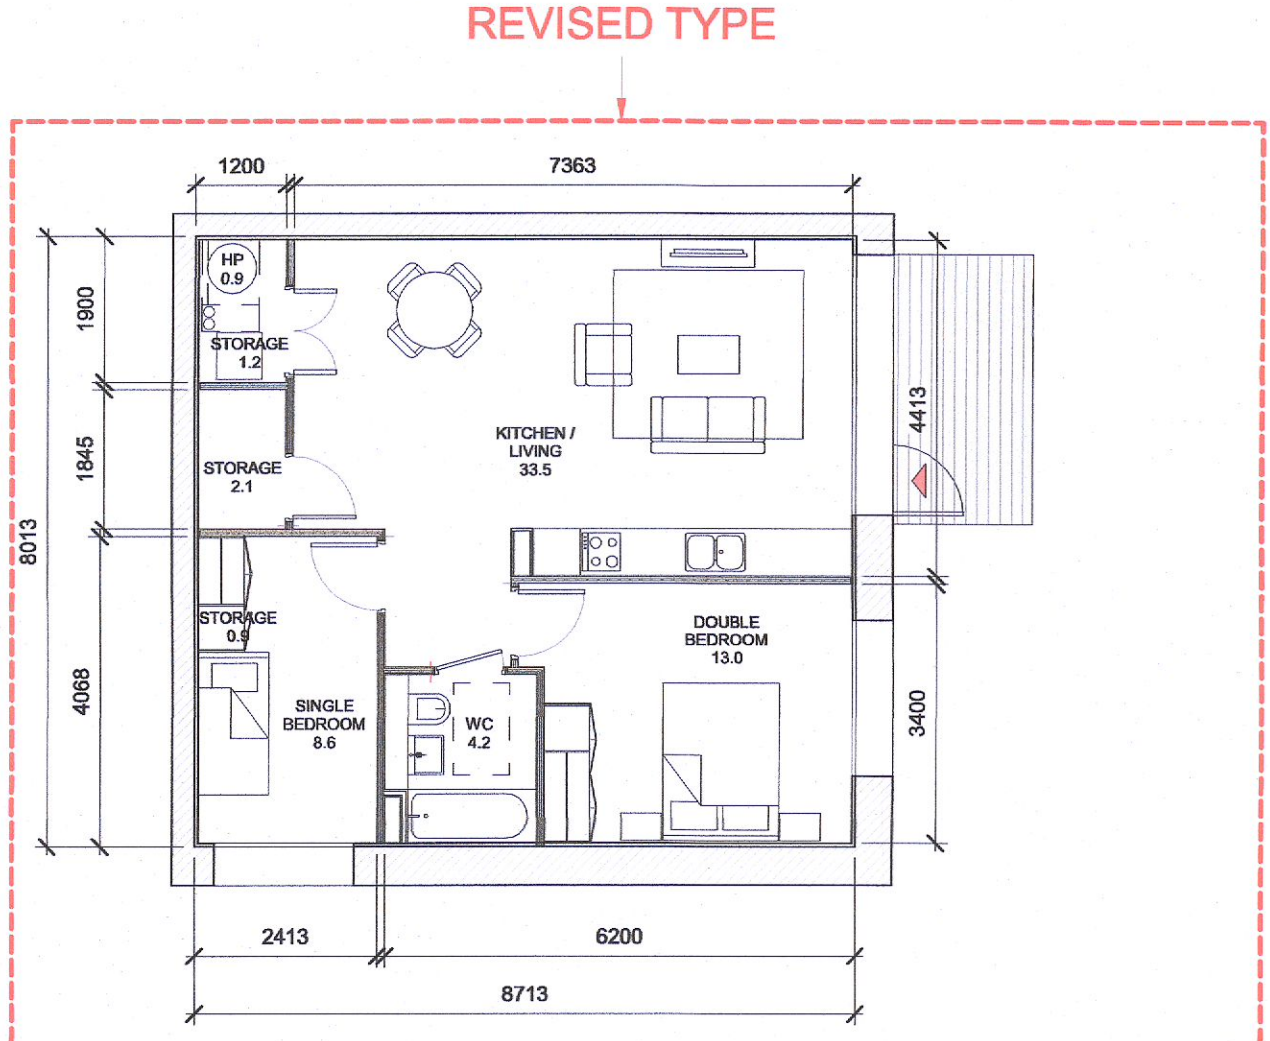 REVISED TYPE
1200
7363
HP
0.9
1900
STORAGE
1.2
4413
KITCHEN /
LIVING
33.5
1845
STORAGE
2.1
8013
STORAGE
0.9
DOUBLE
BEDROOM
13.0
4068
SINGLE
BEDROOM
8.6
WC
4.2
3400
2413
6200
8713